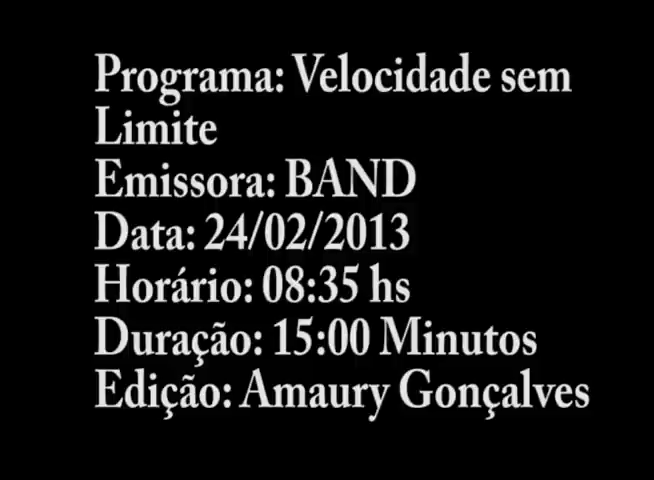 Programa: Velocidade sem
Limite
Emissora: BAND
Data: 24/02/2013
Horário: 08:35 hs
Duração: 15:00 Minutos
Edição: Amaury Gonçalves